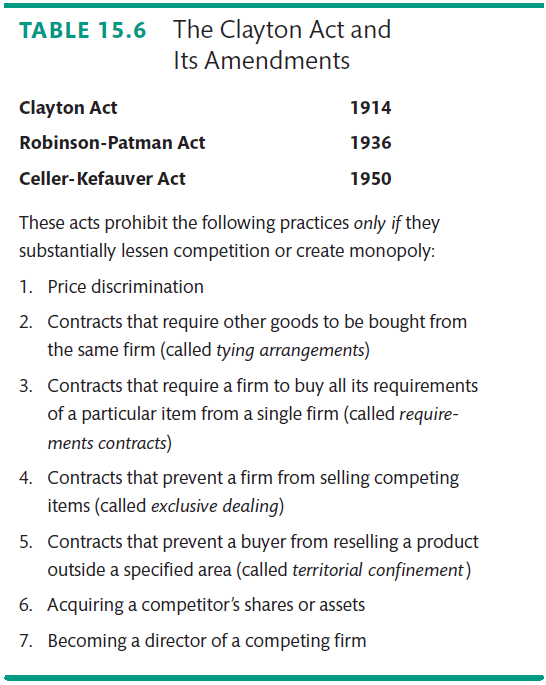 TABLE 15.6 The Clayton Act and
Its Amendments
Clayton Act 1914
Robinson-Patman Act 1936
Celler-Kefauver Act 1950
These acts prohibit the following practices only if they
substantially lessen competition or create monopoly:
1. Price discrimination
2. Contracts that require other goods to be bought from
the same firm (called tying arrangements)
3. Contracts that require a firm to buy all its requirements
of a particular item from a single firm (called require-
ments contracts)
4. Contracts that prevent a firm from selling competing
items (called exclusive dealing)
5. Contracts that prevent a buyer from reselling a product
outside a specified area (called territorial confinement)
6. Acquiring a competitor's shares or assets
7. Becoming a director of a competing firm